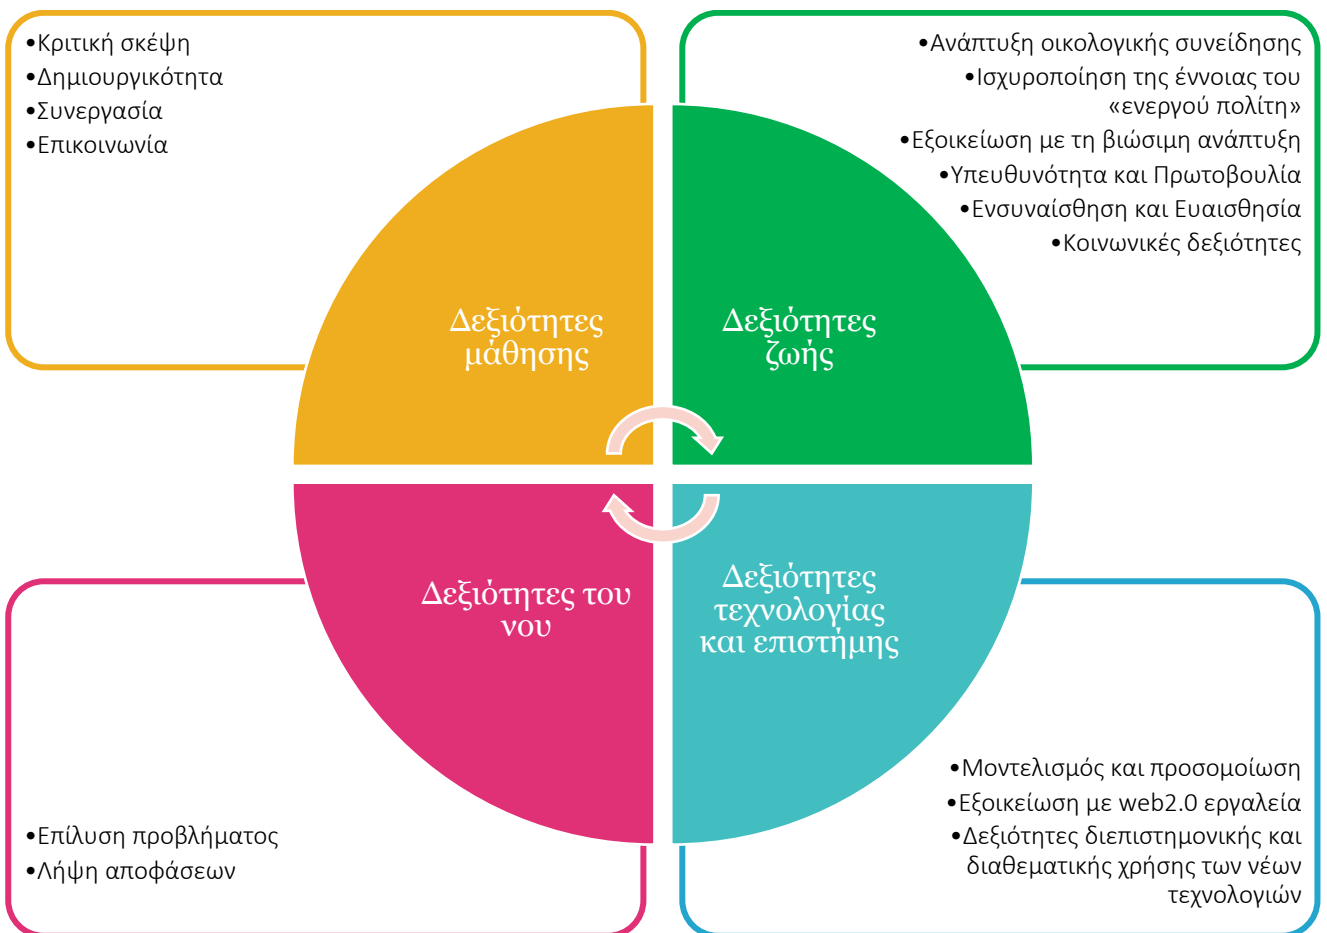 •Κριτική σκέψη
•Δημιουργικότητα
•Συνεργασία
•Επικοινωνία
•Ανάπτυξη οικολογικής συνείδησης
•Ισχυροποίηση της έννοιας του
«ενεργού πολίτη»
•Εξοικείωση με τη βιώσιμη ανάπτυξη
•Υπευθυνότητα και Πρωτοβουλία
•Ενσυναίσθηση και Ευαισθησία
•Κοινωνικές δεξιότητες
Δεξιότητες
μάθησης
Δεξιότητες
ζωής
Δεξιότητες του
νου
Δεξιότητες
τεχνολογίας
και επιστήμης
•Επίλυση προβλήματος
•Λήψη αποφάσεων
•Μοντελισμός και προσομοίωση
•Εξοικείωση με web2.0 εργαλεία
•Δεξιότητες διεπιστημονικής και
διαθεματικής χρήσης των νέων
τεχνολογιών